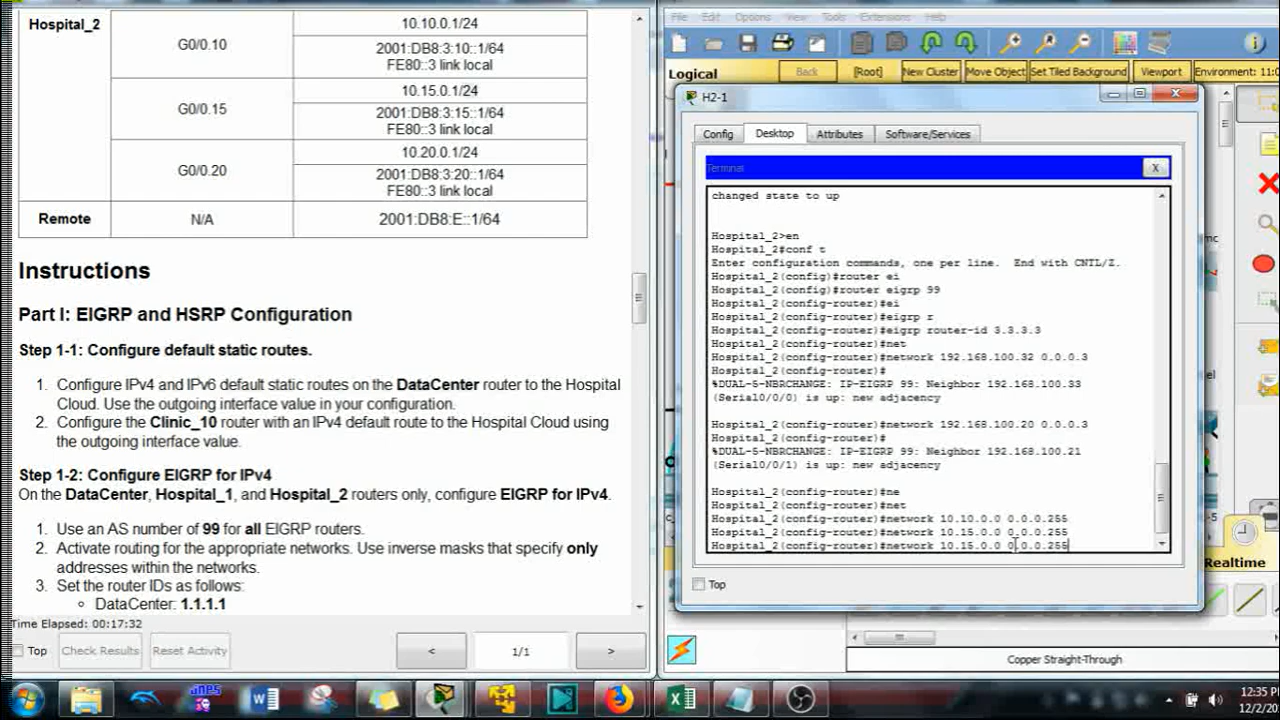 Hospital_2
G0/0.10
10.10.0.1/24
2001:DB8:3:10::1/64
FE80::3 link local
G0/0.15
10.15.0.1/24
2001:DB8:3:15::1/64
FE80::3 link local
G0/0.20
10.20.0.1/24
2001:DB8:3:20::1/64
FE80::3 link local
Remote
N/A
2001:DB8:E::1/64
Instructions
Part I: EIGRP and HSRP Configuration
Step 1-1: Configure default static routes.
1. Configure IPv4 and IPv6 default static routes on the DataCenter router to the Hospital
Cloud. Use the outgoing interface value in your configuration.
2. Configure the Clinic_10 router with an IPv4 default route to the Hospital Cloud using
the outgoing interface value.
Step 1-2: Configure EIGRP for IPv4
On the DataCenter, Hospital_1, and Hospital_2 routers only, configure EIGRP for IPv4.
1. Use an AS number of 99 for all EIGRP routers.
2. Activate routing for the appropriate networks. Use inverse masks that specify only
addresses within the networks.
3. Set the router IDs as follows:
○ DataCenter: 1.1.1.1
Time Elapsed: 00:17:32
Top
Check Results
Reset Activity
<
1/1
>
File Edit Options View Tools Extensions Help
Logical
Back
[Root]
New Cluster
Move Object
Set Tiled Background
Viewport
Environment: 11:0
H2-1
Config
Desktop
Attributes
Software/Services
Terminal
X
changed state to up
Hospital_2>en
Hospital_2#conf t
Enter configuration commands, one per line. End with CNTL/Z.
Hospital_2(config)#router ei
Hospital_2(config)#router eigrp 99
Hospital_2(config-router)#ei
Hospital_2(config-router)#eigrp r
Hospital_2(config-router)#eigrp router-id 3.3.3.3
Hospital_2(config-router)#net
Hospital_2(config-router)#network 192.168.100.32 0.0.0.3
Hospital_2(config-router)#
%DUAL-5-NBRCHANGE: IP-EIGRP 99: Neighbor 192.168.100.33
(Serial0/0/0) is up: new adjacency
Hospital_2(config-router)#network 192.168.100.20 0.0.0.3
Hospital_2(config-router)#
%DUAL-5-NBRCHANGE: IP-EIGRP 99: Neighbor 192.168.100.21
(Serial0/0/1) is up: new adjacency
Hospital_2(config-router)#ne
Hospital_2(config-router)#net
Hospital_2(config-router)#network 10.10.0.0 0.0.0.255
Hospital_2(config-router)#network 10.15.0.0 0.0.0.255
Hospital_2(config-router)#network 10.15.0.0 0.0.0.255
Top
Realtime
Copper Straight-Through
12:35 P
12/2/20